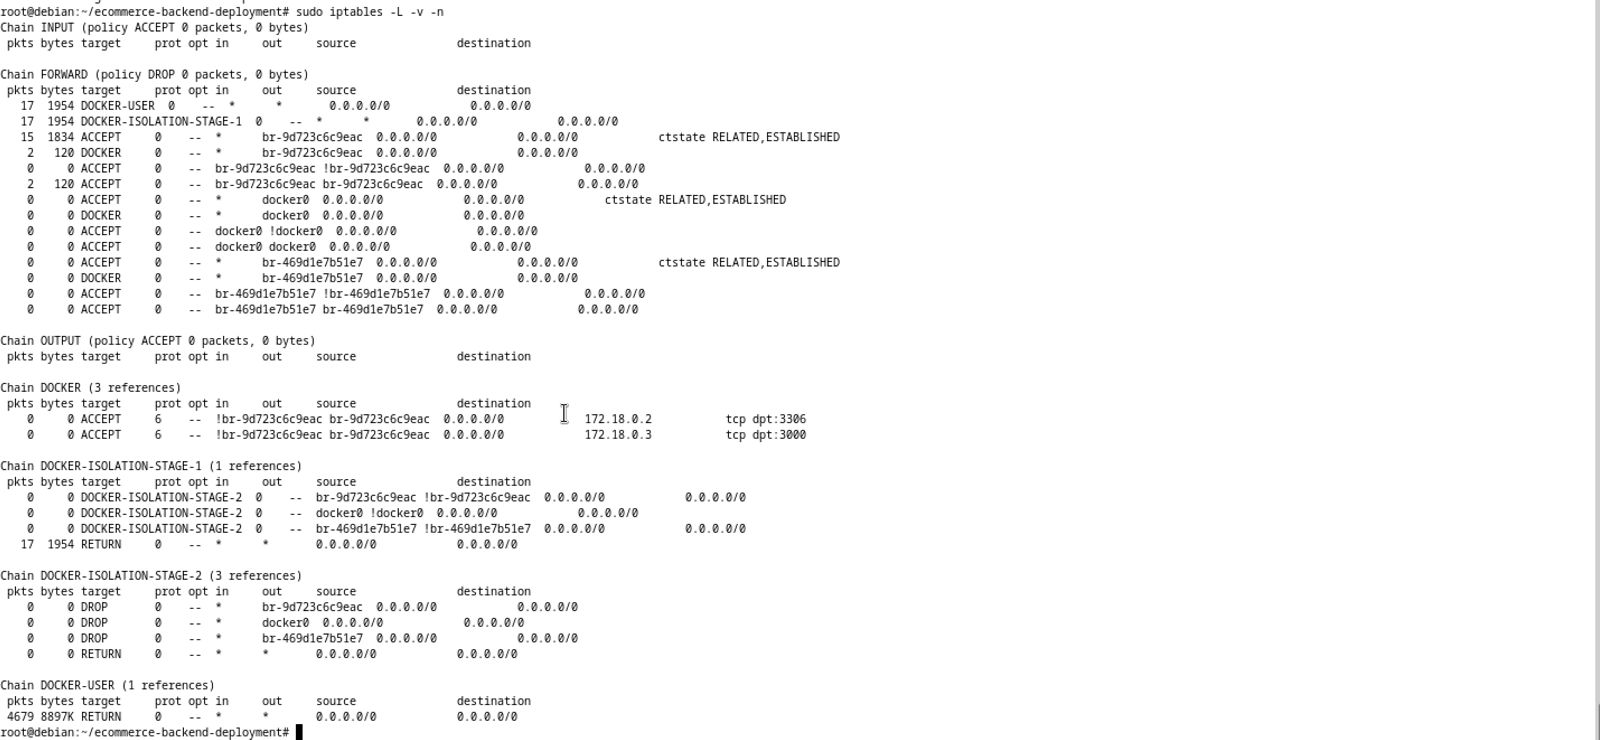 root@debian:~/ecommerce-backend-deployment# sudo iptables -L -v -n
Chain INPUT (policy ACCEPT 0 packets, 0 bytes)
 pkts bytes target     prot opt in     out     source               destination

Chain FORWARD (policy DROP 0 packets, 0 bytes)
 pkts bytes target     prot opt in     out     source               destination
   17  1954 DOCKER-USER  0    --  *      *       0.0.0.0/0            0.0.0.0/0
   17  1954 DOCKER-ISOLATION-STAGE-1  0    --  *      *       0.0.0.0/0            0.0.0.0/0
   15  1834 ACCEPT     0    --  *      br-9d723c6c9eac  0.0.0.0/0            0.0.0.0/0            ctstate RELATED,ESTABLISHED
    2   120 DOCKER     0    --  *      br-9d723c6c9eac  0.0.0.0/0            0.0.0.0/0
    0     0 ACCEPT     0    --  br-9d723c6c9eac !br-9d723c6c9eac  0.0.0.0/0            0.0.0.0/0
    2   120 ACCEPT     0    --  br-9d723c6c9eac br-9d723c6c9eac  0.0.0.0/0            0.0.0.0/0
    0     0 ACCEPT     0    --  *      docker0  0.0.0.0/0            0.0.0.0/0            ctstate RELATED,ESTABLISHED
    0     0 DOCKER     0    --  *      docker0  0.0.0.0/0            0.0.0.0/0
    0     0 ACCEPT     0    --  docker0 !docker0  0.0.0.0/0            0.0.0.0/0
    0     0 ACCEPT     0    --  docker0 docker0  0.0.0.0/0            0.0.0.0/0
    0     0 ACCEPT     0    --  *      br-469d1e7b51e7  0.0.0.0/0            0.0.0.0/0            ctstate RELATED,ESTABLISHED
    0     0 DOCKER     0    --  *      br-469d1e7b51e7  0.0.0.0/0            0.0.0.0/0
    0     0 ACCEPT     0    --  br-469d1e7b51e7 !br-469d1e7b51e7  0.0.0.0/0            0.0.0.0/0
    0     0 ACCEPT     0    --  br-469d1e7b51e7 br-469d1e7b51e7  0.0.0.0/0            0.0.0.0/0

Chain OUTPUT (policy ACCEPT 0 packets, 0 bytes)
 pkts bytes target     prot opt in     out     source               destination

Chain DOCKER (3 references)
 pkts bytes target     prot opt in     out     source               destination
    0     0 ACCEPT     6    --  !br-9d723c6c9eac br-9d723c6c9eac  0.0.0.0/0            172.18.0.2           tcp dpt:3306
    0     0 ACCEPT     6    --  !br-9d723c6c9eac br-9d723c6c9eac  0.0.0.0/0            172.18.0.3           tcp dpt:3000

Chain DOCKER-ISOLATION-STAGE-1 (1 references)
 pkts bytes target     prot opt in     out     source               destination
    0     0 DOCKER-ISOLATION-STAGE-2  0    --  br-9d723c6c9eac !br-9d723c6c9eac  0.0.0.0/0            0.0.0.0/0
    0     0 DOCKER-ISOLATION-STAGE-2  0    --  docker0 !docker0  0.0.0.0/0            0.0.0.0/0
    0     0 DOCKER-ISOLATION-STAGE-2  0    --  br-469d1e7b51e7 !br-469d1e7b51e7  0.0.0.0/0            0.0.0.0/0
   17  1954 RETURN     0    --  *      *       0.0.0.0/0            0.0.0.0/0

Chain DOCKER-ISOLATION-STAGE-2 (3 references)
 pkts bytes target     prot opt in     out     source               destination
    0     0 DROP       0    --  *      br-9d723c6c9eac  0.0.0.0/0            0.0.0.0/0
    0     0 DROP       0    --  *      docker0  0.0.0.0/0            0.0.0.0/0
    0     0 DROP       0    --  *      br-469d1e7b51e7  0.0.0.0/0            0.0.0.0/0
    0     0 RETURN     0    --  *      *       0.0.0.0/0            0.0.0.0/0

Chain DOCKER-USER (1 references)
 pkts bytes target     prot opt in     out     source               destination
 4679 8897K RETURN     0    --  *      *       0.0.0.0/0            0.0.0.0/0
root@debian:~/ecommerce-backend-deployment#